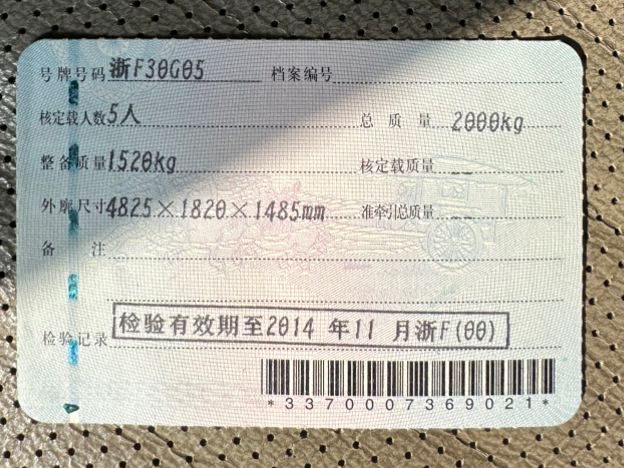 号牌号码 浙F30G05 档案编号
核定载人数 5人 总质量 2000kg
整备质量 1520kg 核定载质量 --
外廓尺寸 4825×1820×1485mm 准牵引总质量 --
备注
检验记录 检验有效期至2014 年11 月浙F(00)
*3370007369021*